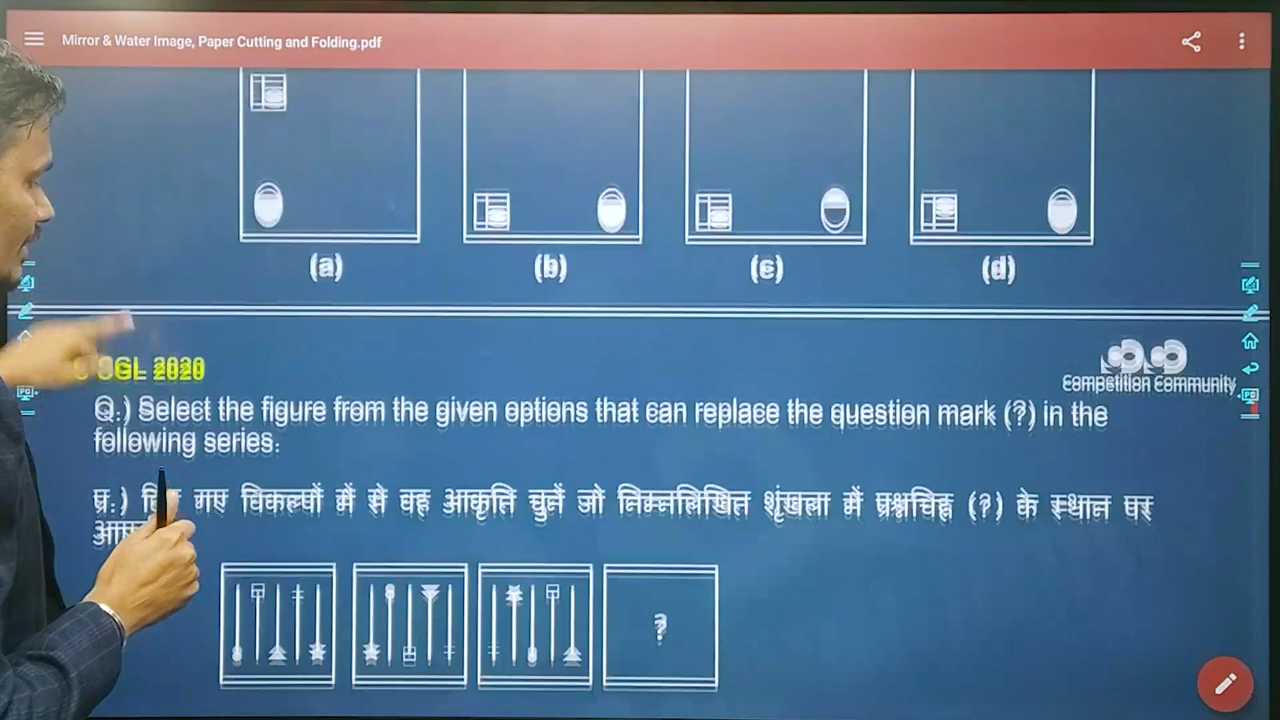 Mirror & Water Image, Paper Cutting and Folding.pdf
(a) (b) (c) (d)
CGL 2020
Competition Community
Q.) Select the figure from the given options that can replace the question mark (?) in the
following series:
प्र.) गए विकल्पों में से वह आकृति चुनें जो निम्नलिखित शृंखला में प्रश्नचिह्न (?) के स्थान पर
?